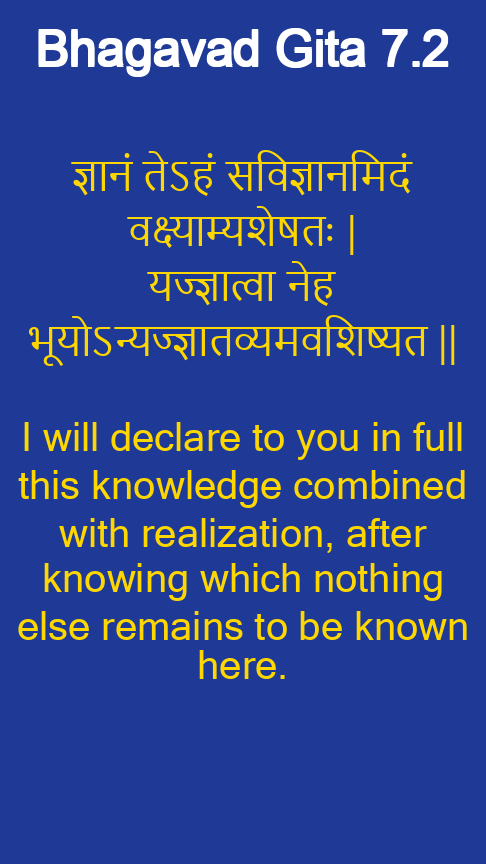 Bhagavad Gita 7.2
ज्ञानं तेऽहं सविज्ञानमिदं
वक्ष्याम्यशेषतः |
यज्ज्ञात्वा नेह
भूयोऽन्यज्ज्ञातव्यमवशिष्यत ||
I will declare to you in full
this knowledge combined
with realization, after
knowing which nothing
else remains to be known
here.